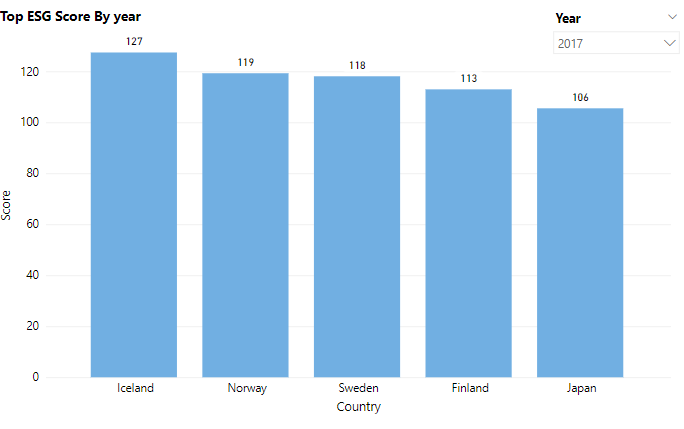 Top ESG Score By year
Year
2017
127
119
118
113
106
120
100
80
60
40
20
0
Score
Iceland
Norway
Sweden
Finland
Japan
Country